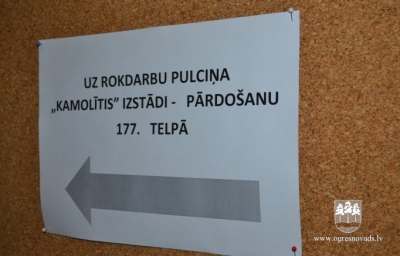 UZ ROKDARBU PULCIŅA
„KAMOLĪTIS” IZSTĀDI - PĀRDOŠANU
177. TELPĀ
www.ogresnovads.lv